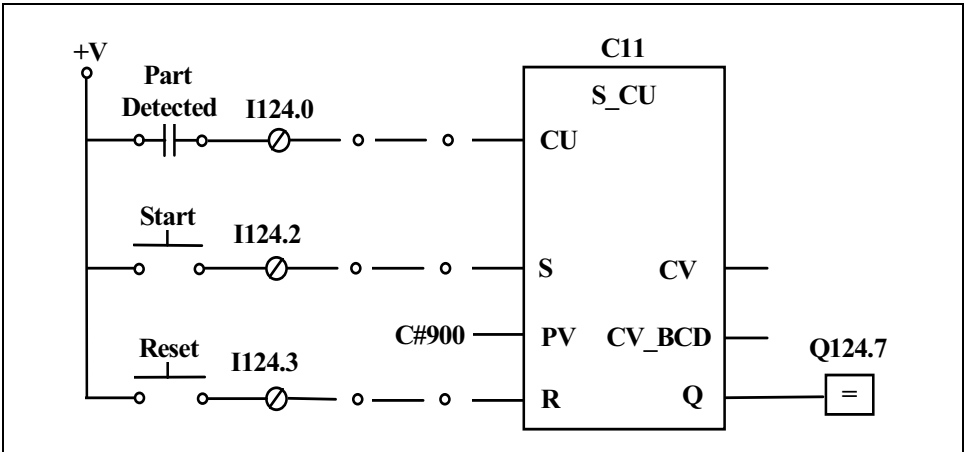 +V
C11
Part
Detected
I124.0
S_CU
CU
Start
I124.2
S
CV
C#900
PV
CV_BCD
Reset
I124.3
Q124.7
R
Q
=